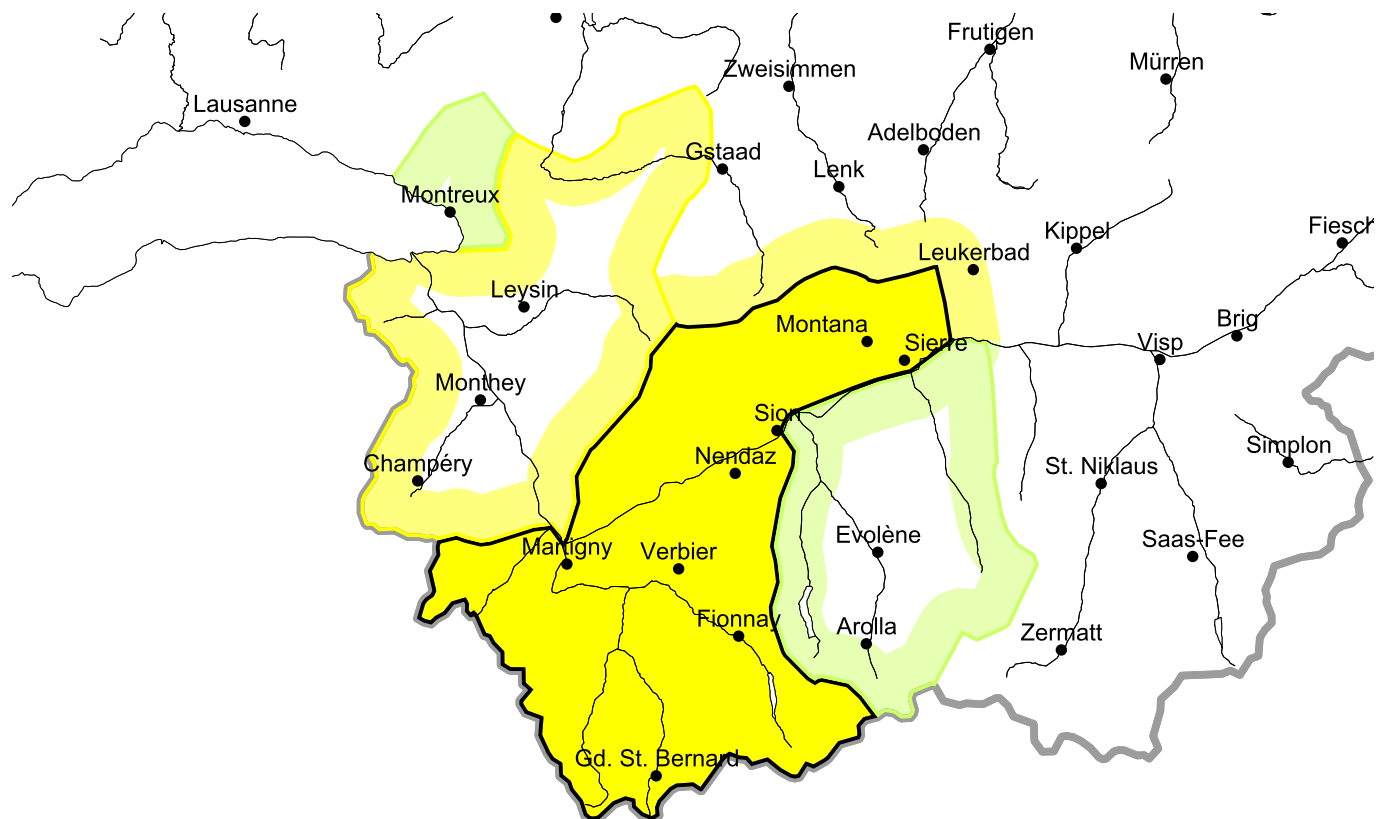 Frutigen
Zweisimmen
Mürren
Lausanne
Adelboden
Gstaad
Lenk
Montreux
Kippel
Fiesch
Leukerbad
Leysin
Montana
Brig
Sierre
Visp
Monthey
Sion
Simplon
Nendaz
Champéry
St. Niklaus
Evolène
Saas-Fee
Martigny
Verbier
Fionnay
Arolla
Zermatt
Gd. St. Bernard